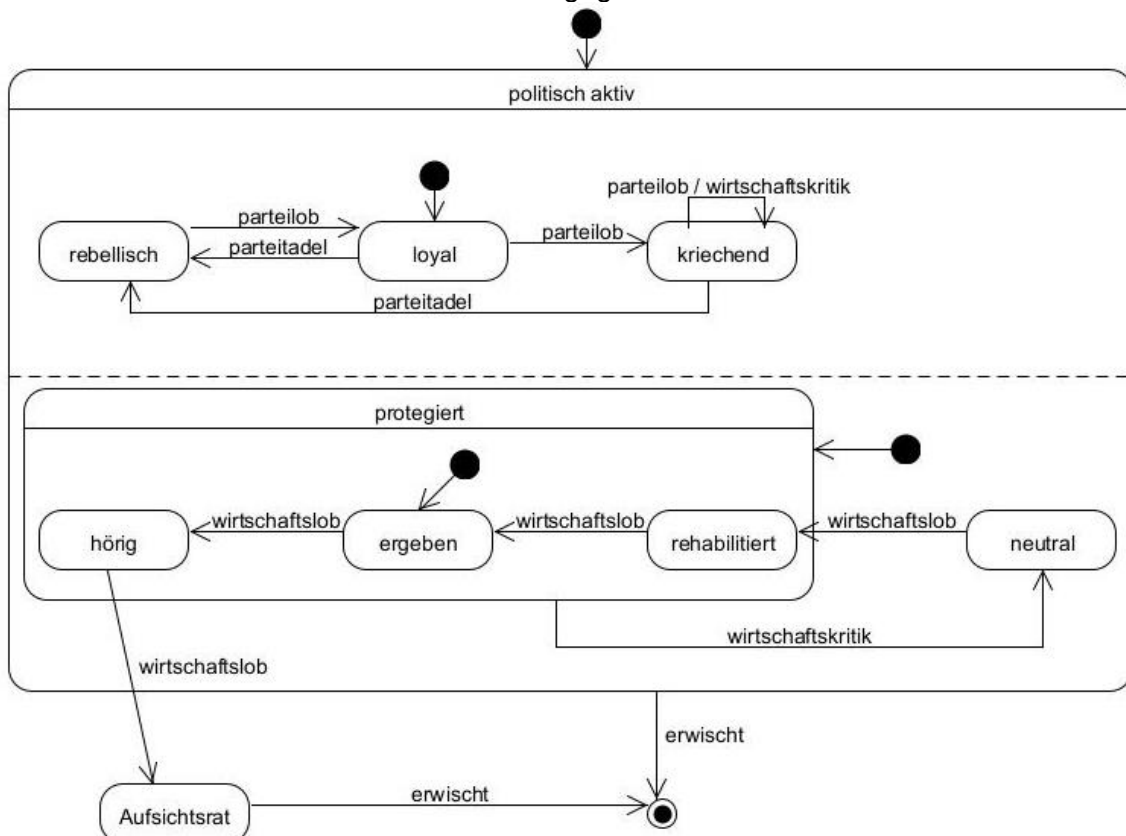 politisch aktiv
parteilob / wirtschaftskritik
parteilob
parteilob
parteitadel
rebellisch
loyal
kriechend
parteitadel
protegiert
wirtschaftslob
wirtschaftslob
wirtschaftslob
hörig
ergeben
rehabilitiert
neutral
wirtschaftskritik
wirtschaftslob
erwischt
erwischt
Aufsichtsrat